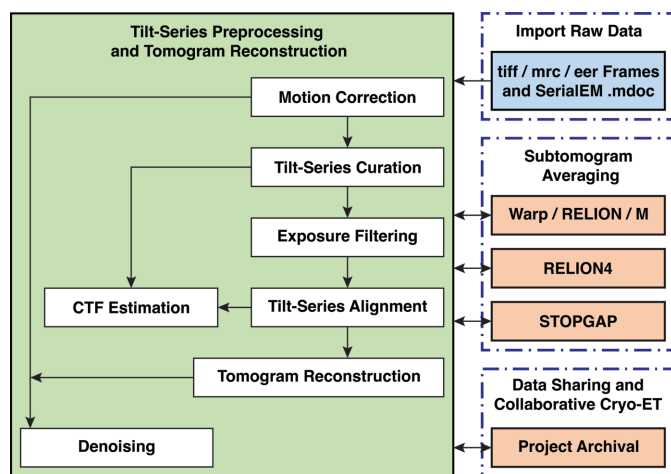 Tilt-Series Preprocessing
and Tomogram Reconstruction
Motion Correction
Tilt-Series Curation
Exposure Filtering
CTF Estimation
Tilt-Series Alignment
Tomogram Reconstruction
Denoising
Import Raw Data
tiff / mrc / eer Frames
and SerialEM .mdoc
Subtomogram
Averaging
Warp / RELION / M
RELION4
STOPGAP
Data Sharing and
Collaborative Cryo-ET
Project Archival